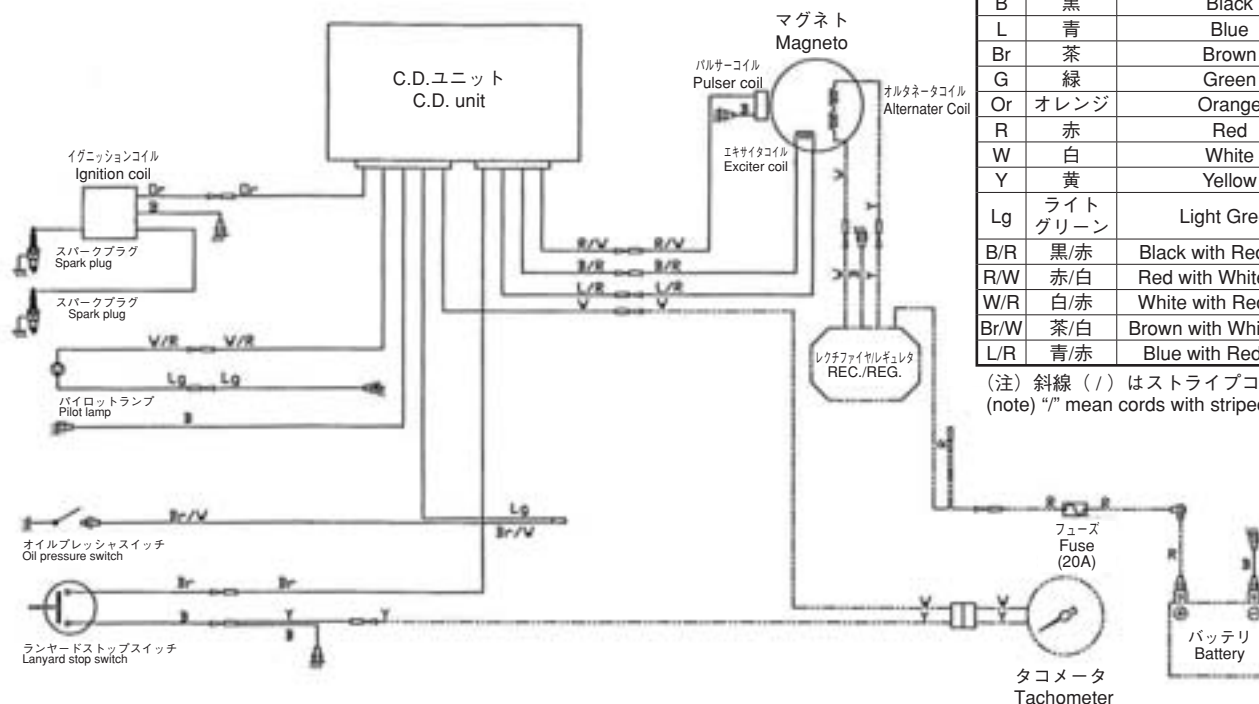 C.D.ユニット
C.D. unit
マグネト
Magneto
パルサーコイル
Pulser coil
オルタネータコイル
Alternater Coil
エキサイタコイル
Exciter coil
イグニッションコイル
Ignition coil
Or Or
B
B
スパークプラグ
Spark plug
スパークプラグ
Spark plug
R/W R/W
B/R B/R
L/R L/R
W W
W Y
W B Y
レクチファイヤ/レギュレタ
REC./REG.
W/R W/R
Lg Lg
パイロットランプ
Pilot lamp
B
Br/W
Lg
Br/W
オイルプレッシャスイッチ
Oil pressure switch
Br Br
B Y Y
B
ランヤードストップスイッチ
Lanyard stop switch
R
R R
フューズ
Fuse
(20A)
R B
⊕ ⊖
バッテリ
Battery
W W
Y Y
タコメータ
Tachometer
B 黒 Black
L 青 Blue
Br 茶 Brown
G 緑 Green
Or オレンジ Orange
R 赤 Red
W 白 White
Y 黄 Yellow
Lg ライトグリーン Light Gre
B/R 黒/赤 Black with Re
R/W 赤/白 Red with White
W/R 白/赤 White with Re
Br/W 茶/白 Brown with Whi
L/R 青/赤 Blue with Red
(注)斜線(/)はストライプコ
(note) "/" mean cords with stripe